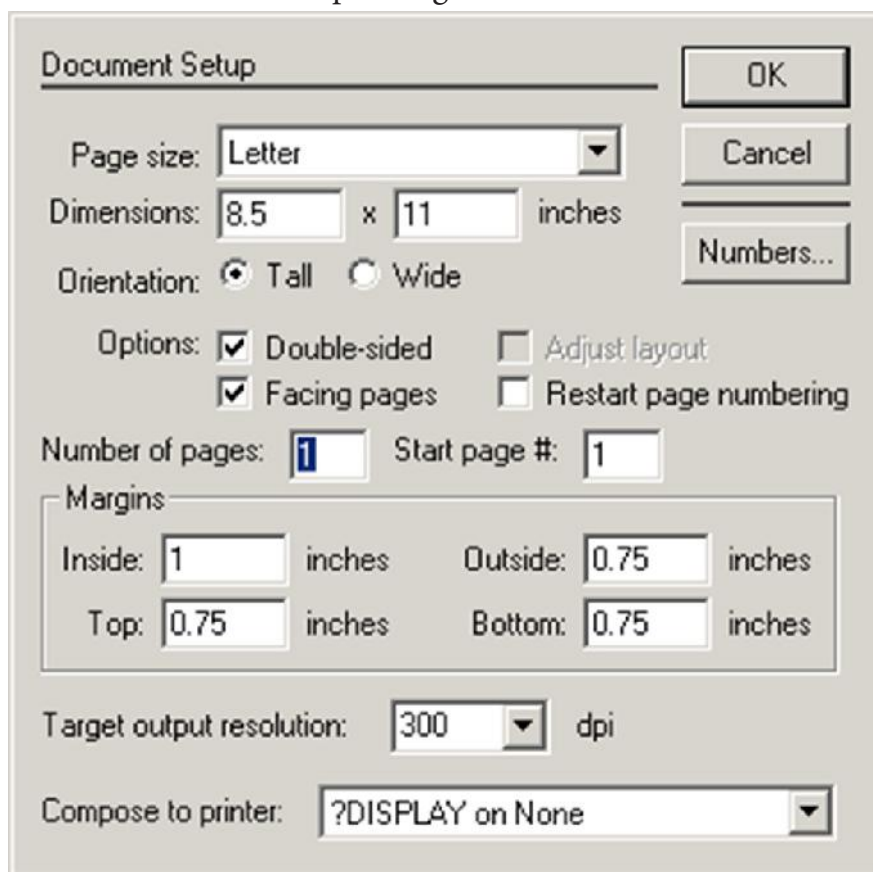 Document Setup
OK
Page size: Letter
Cancel
Dimensions: 8.5 x 11 inches
Numbers...
Orientation: Tall Wide
Options: Double-sided Adjust layout
Facing pages Restart page numbering
Number of pages: 1 Start page #: 1
Margins
Inside: 1 inches Outside: 0.75 inches
Top: 0.75 inches Bottom: 0.75 inches
Target output resolution: 300 dpi
Compose to printer: ?DISPLAY on None